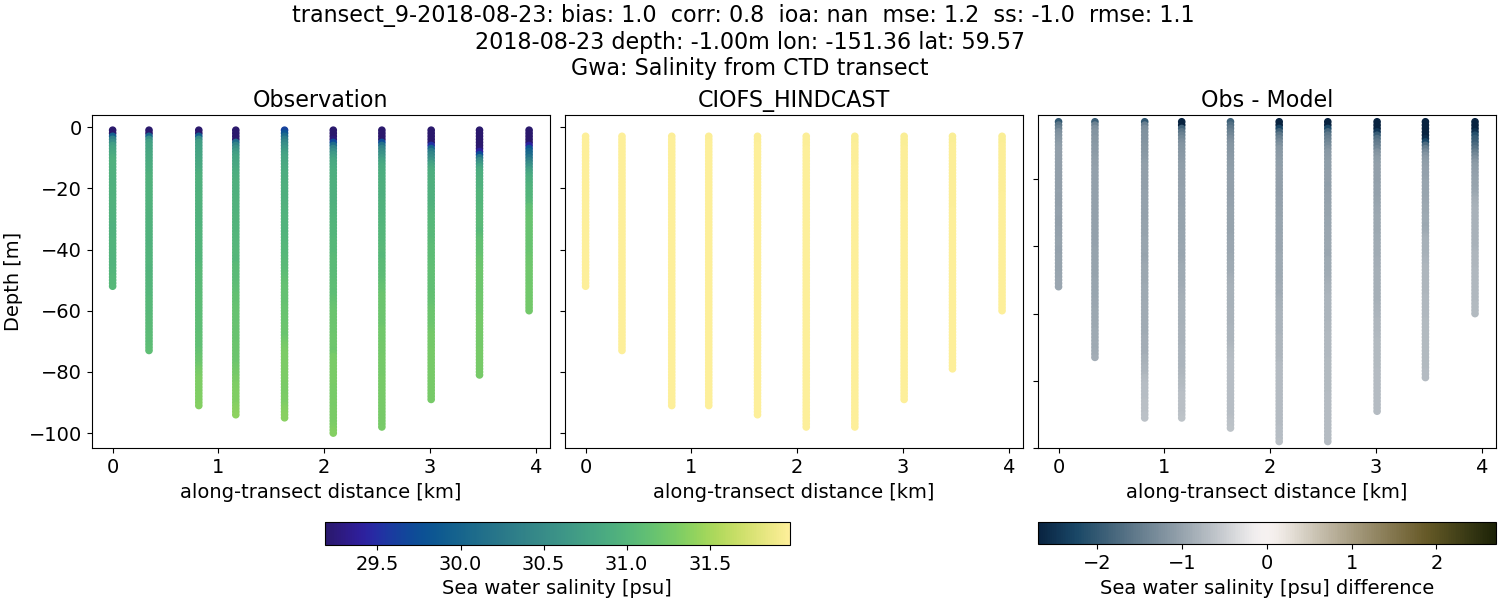 transect_9-2018-08-23: bias: 1.0  corr: 0.8  ioa: nan  mse: 1.2  ss: -1.0  rmse: 1.1
2018-08-23 depth: -1.00m lon: -151.36 lat: 59.57
Gwa: Salinity from CTD transect
Observation
CIOFS_HINDCAST
Obs - Model
Depth [m]
0
−20
−40
−60
−80
−100
0 1 2 3 4
0 1 2 3 4
0 1 2 3 4
along-transect distance [km]
along-transect distance [km]
along-transect distance [km]
29.5 30.0 30.5 31.0 31.5
Sea water salinity [psu]
−2 −1 0 1 2
Sea water salinity [psu] difference